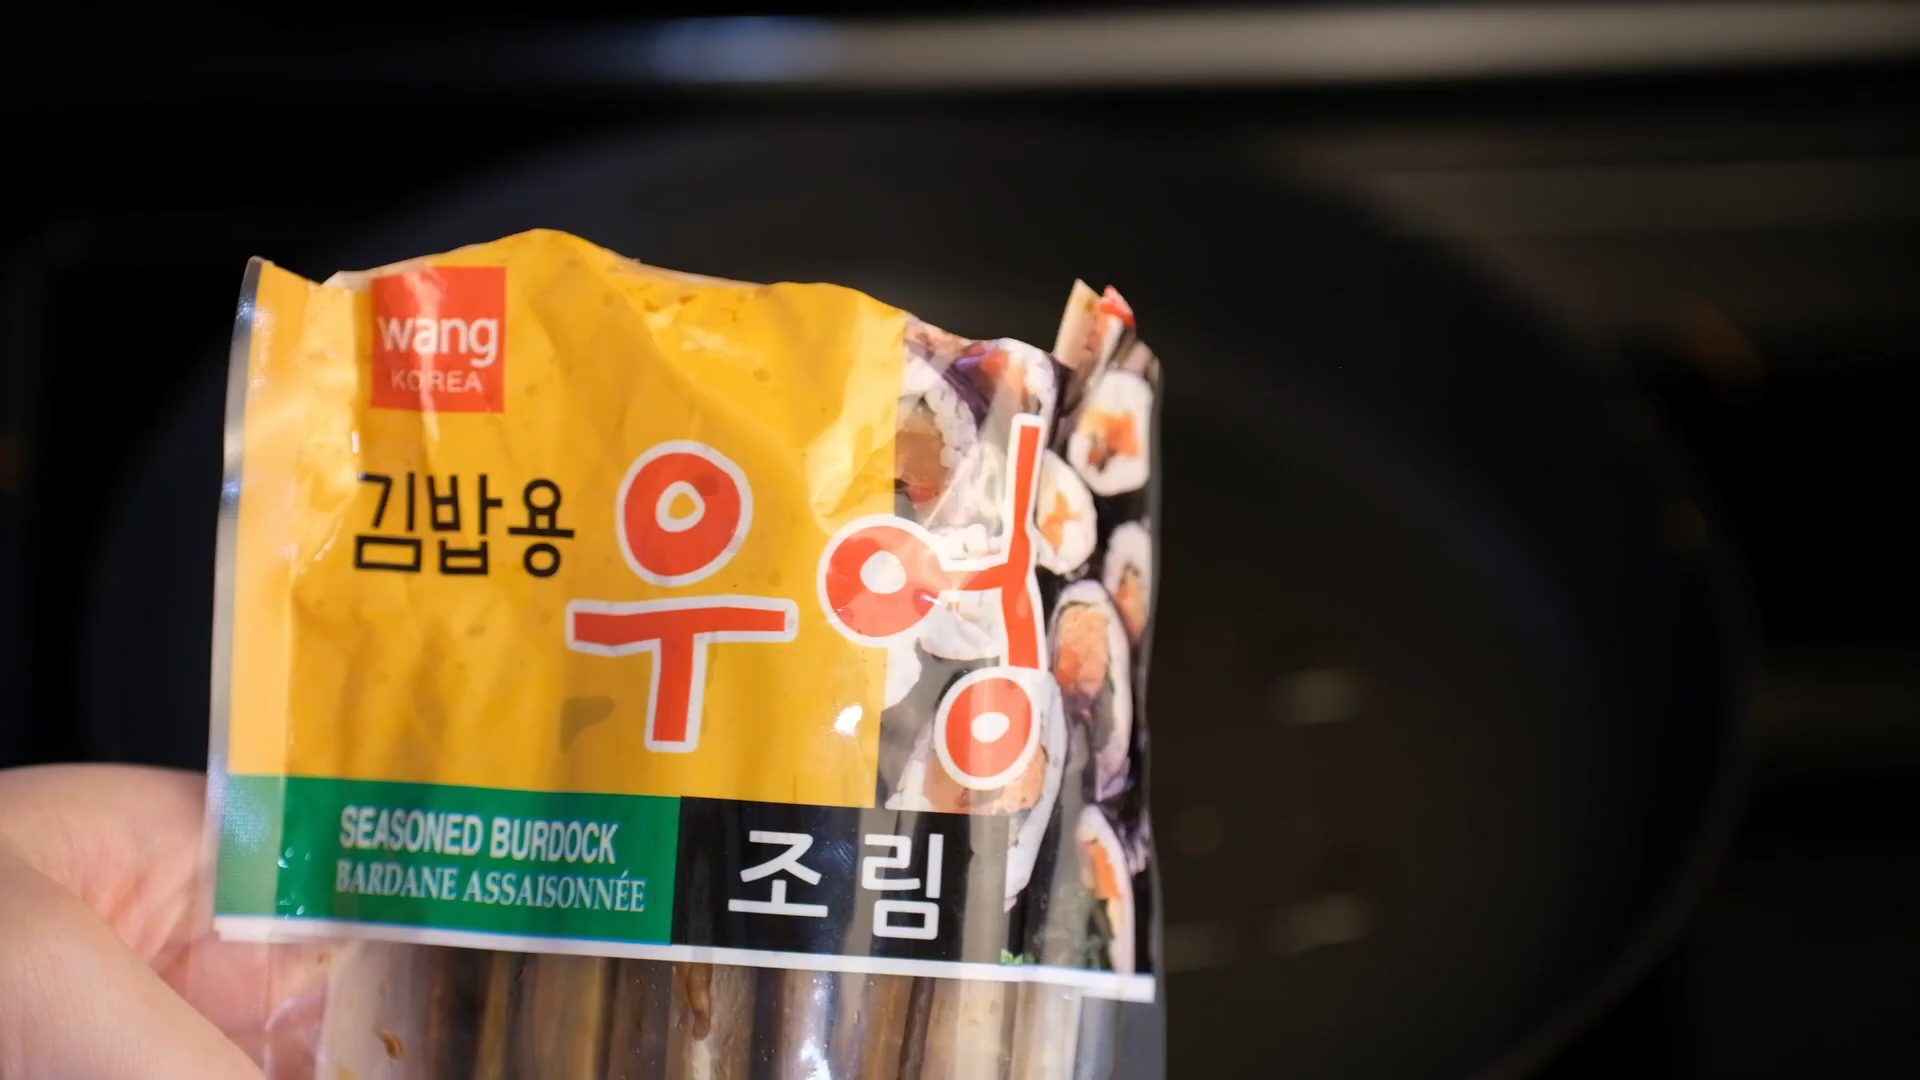 wang
KOREA
김밥용 우엉
SEASONED BURDOCK
BARDANE ASSAISONNÉE
조림